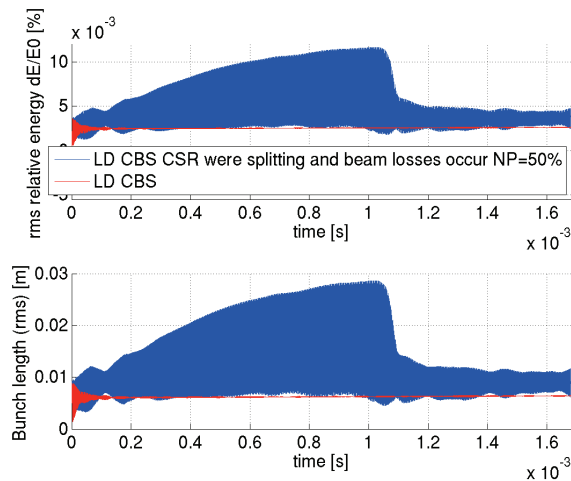 x 10-3
rms relative energy dE/E0 [%]
10
5
0
-5
LD CBS CSR were splitting and beam losses occur NP=50%
LD CBS
0 0.2 0.4 0.6 0.8 1 1.2 1.4 1.6
time [s]
x 10-3
Bunch length (rms) [m]
0.03
0.02
0.01
0
0 0.2 0.4 0.6 0.8 1 1.2 1.4 1.6
time [s]
x 10-3